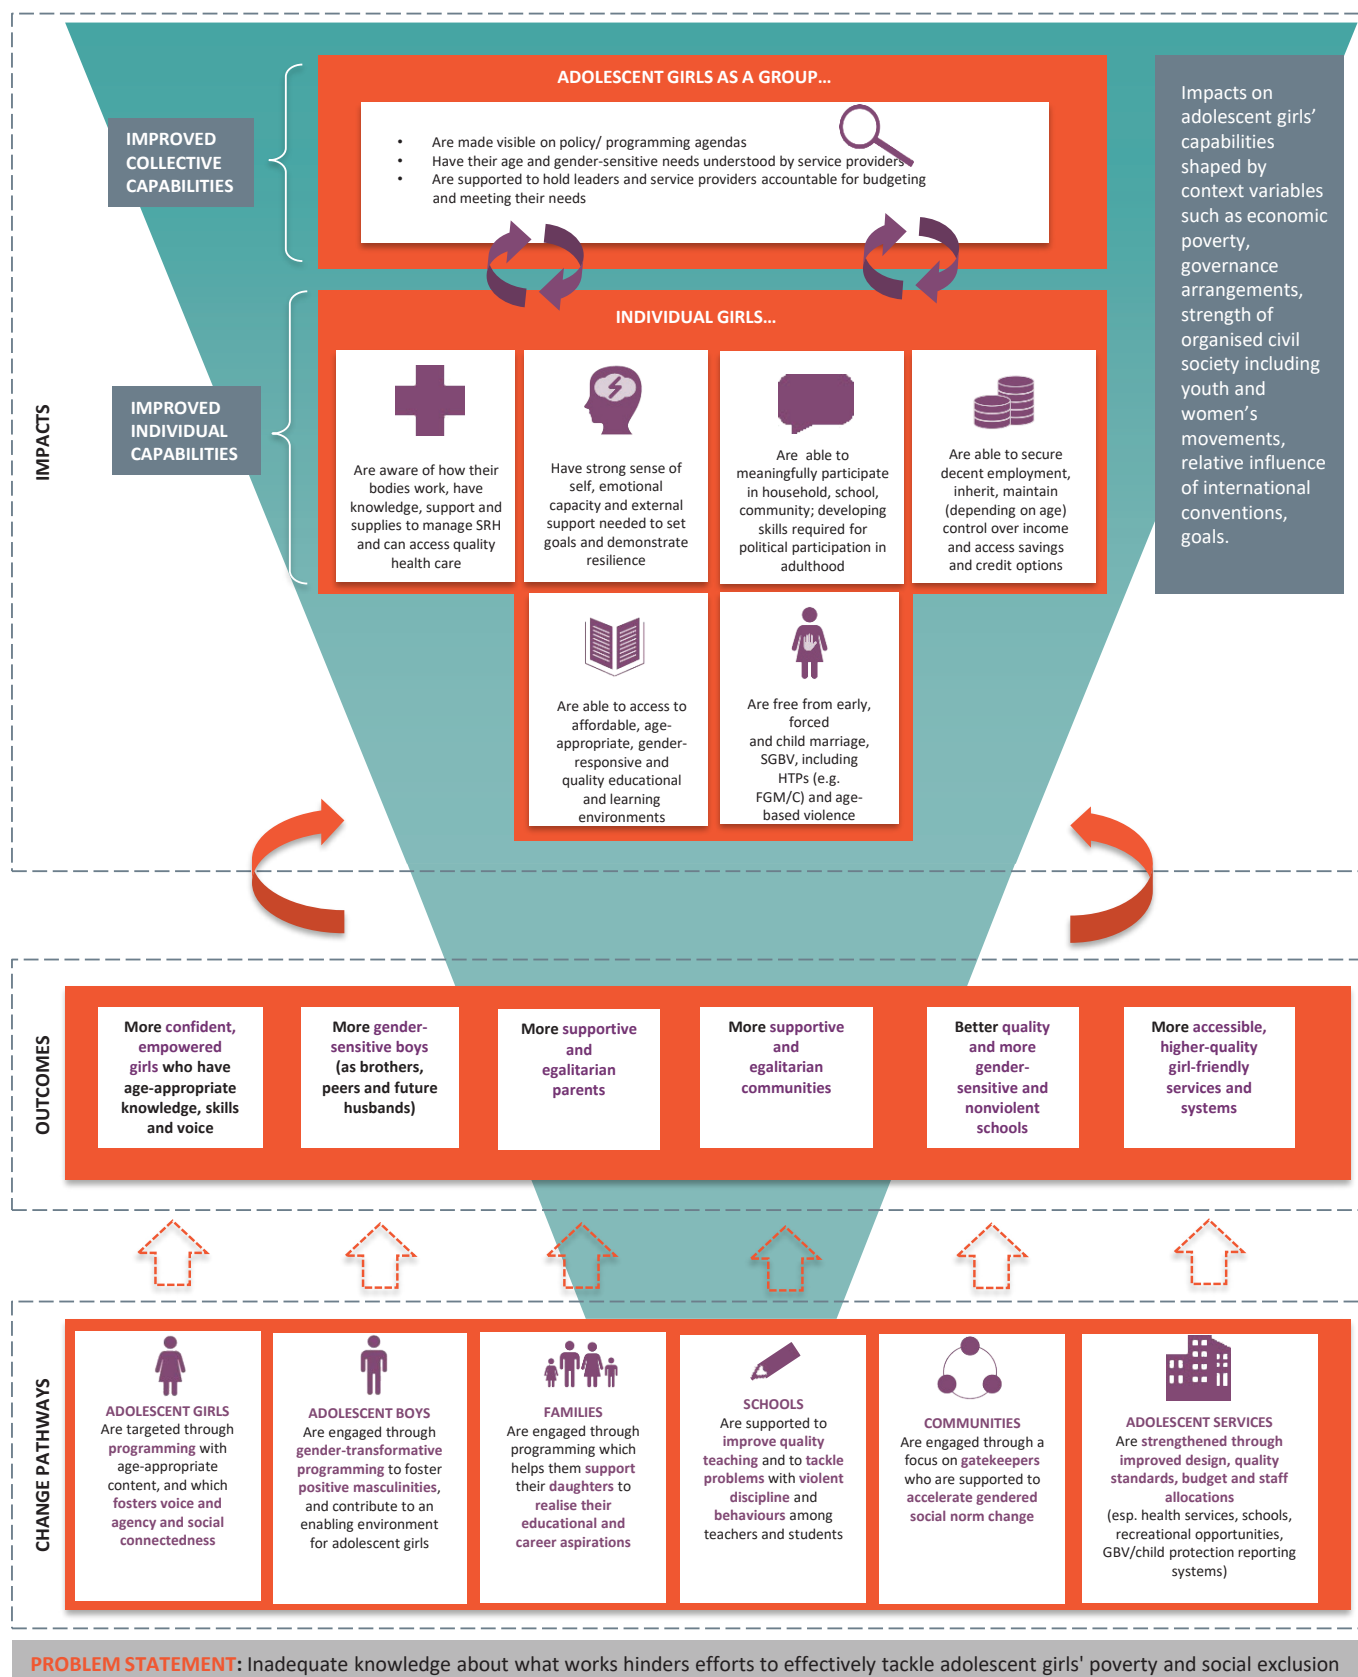 ADOLESCENT GIRLS AS A GROUP...
IMPROVED
COLLECTIVE
CAPABILITIES
• Are made visible on policy/ programming agendas
• Have their age and gender-sensitive needs understood by service providers
• Are supported to hold leaders and service providers accountable for budgeting
and meeting their needs
Impacts on
adolescent girls'
capabilities
shaped by
context variables
such as economic
poverty,
governance
arrangements,
strength of
organised civil
society including
youth and
women's
movements,
relative influence
of international
conventions,
goals.
IMPACTS
INDIVIDUAL GIRLS...
IMPROVED
INDIVIDUAL
CAPABILITIES
Are aware of how their
bodies work, have
knowledge, support and
supplies to manage SRH
and can access quality
health care
Have strong sense of
self, emotional
capacity and external
support needed to set
goals and demonstrate
resilience
Are able to
meaningfully participate
in household, school,
community; developing
skills required for
political participation in
adulthood
Are able to secure
decent employment,
inherit, maintain
(depending on age)
control over income
and access savings
and credit options
Are able to access to
affordable, age-
appropriate, gender-
responsive and
quality educational
and learning
environments
Are free from early,
forced
and child marriage,
SGBV, including
HTPs (e.g.
FGM/C) and age-
based violence
OUTCOMES
More confident,
empowered
girls who have
age-appropriate
knowledge, skills
and voice
More gender-
sensitive boys
(as brothers,
peers and future
husbands)
More supportive
and
egalitarian
parents
More supportive
and
egalitarian
communities
Better quality
and more
gender-
sensitive and
nonviolent
schools
More accessible,
higher-quality
girl-friendly
services and
systems
CHANGE PATHWAYS
ADOLESCENT GIRLS
Are targeted through
programming with
age-appropriate
content, and which
fosters voice and
agency and social
connectedness
ADOLESCENT BOYS
Are engaged through
gender-transformative
programming to foster
positive masculinities,
and contribute to an
enabling environment
for adolescent girls
FAMILIES
Are engaged through
programming which
helps them support
their daughters to
realise their
educational and
career aspirations
SCHOOLS
Are supported to
improve quality
teaching and to tackle
problems with violent
discipline and
behaviours among
teachers and students
COMMUNITIES
Are engaged through a
focus on gatekeepers
who are supported to
accelerate gendered
social norm change
ADOLESCENT SERVICES
Are strengthened through
improved design, quality
standards, budget and staff
allocations
(esp. health services, schools,
recreational opportunities,
GBV/child protection reporting
systems)
PROBLEM STATEMENT: Inadequate knowledge about what works hinders efforts to effectively tackle adolescent girls' poverty and social exclusion